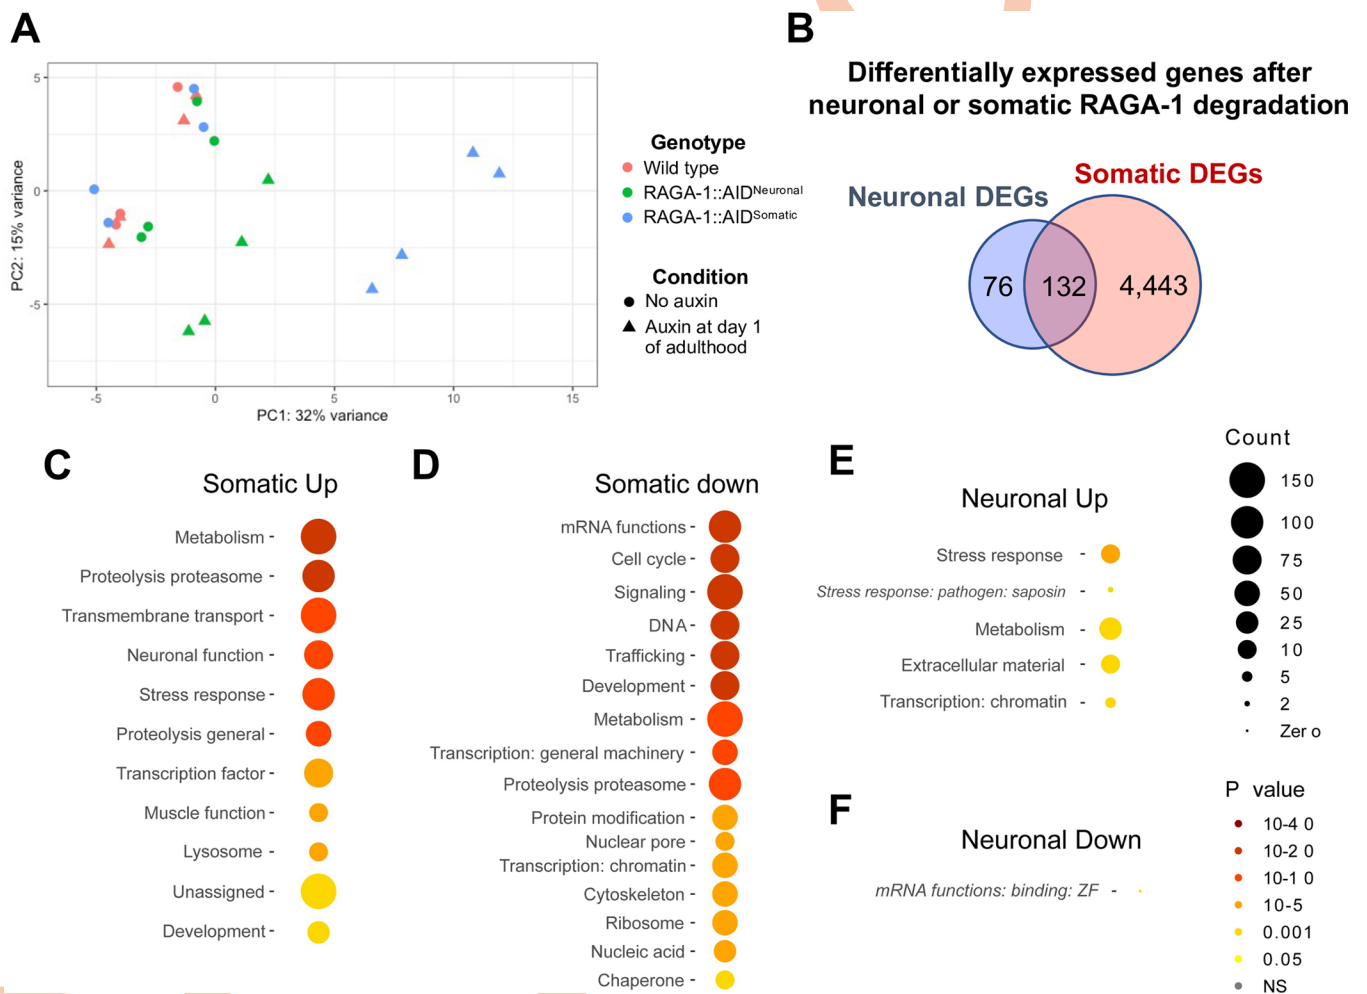 A
5
0
-5
PC2: 15% variance
-5
0
5
10
15
PC1: 32% variance
Genotype
Wild type
RAGA-1::AIDNeuronal
RAGA-1::AIDSomatic
Condition
No auxin
Auxin at day 1
of adulthood
B
Differentially expressed genes after
neuronal or somatic RAGA-1 degradation
Neuronal DEGs
Somatic DEGs
76
132
4,443
C
Somatic Up
Metabolism
Proteolysis proteasome
Transmembrane transport
Neuronal function
Stress response
Proteolysis general
Transcription factor
Muscle function
Lysosome
Unassigned
Development
D
Somatic down
mRNA functions
Cell cycle
Signaling
DNA
Trafficking
Development
Metabolism
Transcription: general machinery
Proteolysis proteasome
Protein modification
Nuclear pore
Transcription: chromatin
Cytoskeleton
Ribosome
Nucleic acid
Chaperone
E
Neuronal Up
Stress response
Stress response: pathogen: saposin
Metabolism
Extracellular material
Transcription: chromatin
F
Neuronal Down
mRNA functions: binding: ZF
Count
150
100
75
50
25
10
5
2
Zer o
P value
10-4 0
10-2 0
10-1 0
10-5
0.001
0.05
NS